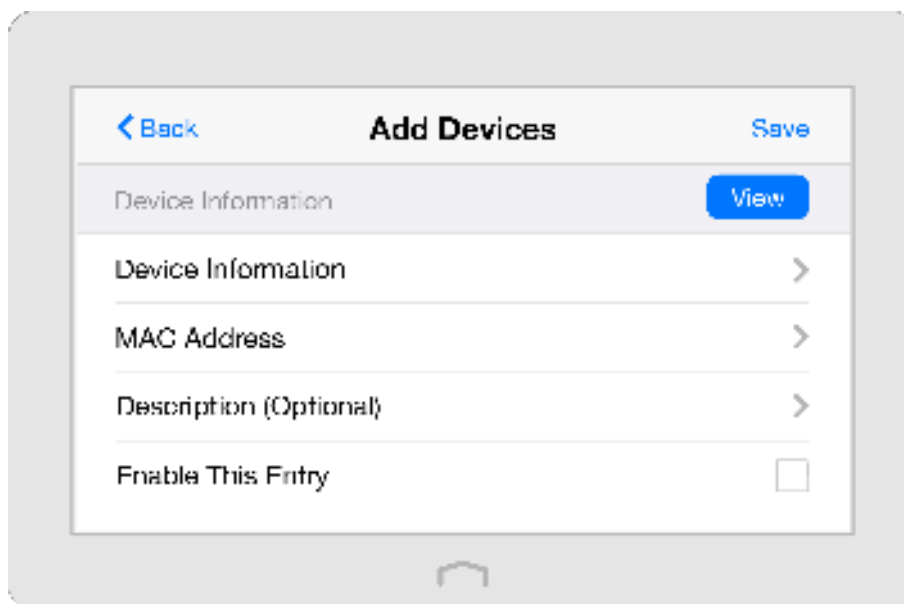 Back Add Devices Save
Device Information View
Device Information
MAC Address
Description (Optional)
Enable This Entry